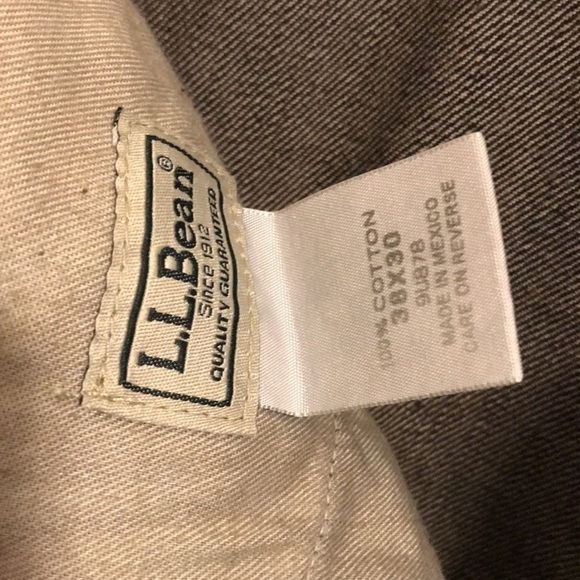 L.L.Bean®
Since 1912
QUALITY GUARANTEED
100% COTTON
38X30
9U878
MADE IN MEXICO
CARE ON REVERSE